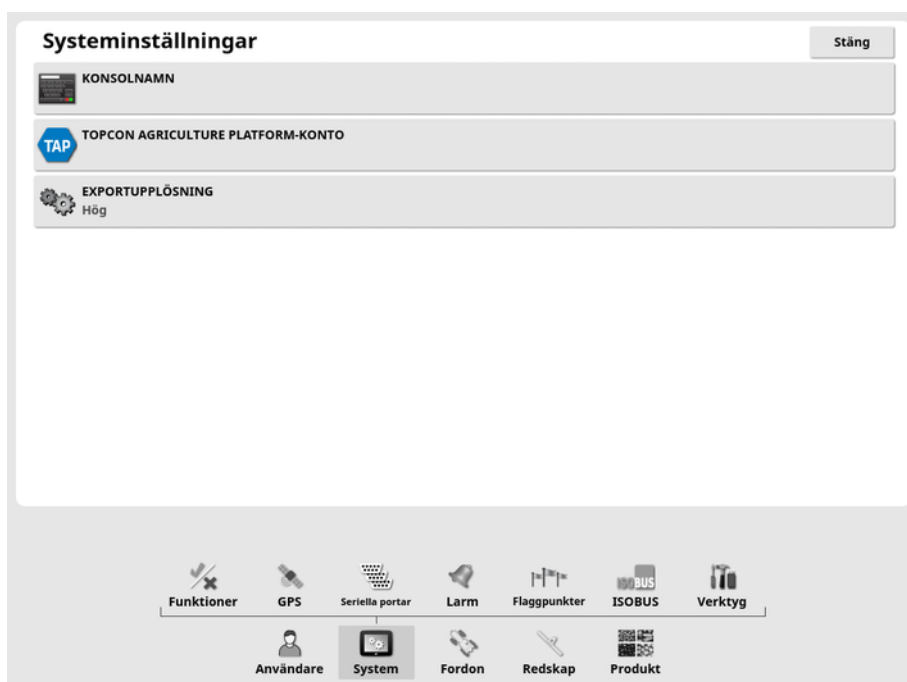 Systeminställningar
Stäng
KONSOLNAMN
TAP
TOPCON AGRICULTURE PLATFORM-KONTO
EXPORTUPPLÖSNING
Hög
ISOBUS
Funktioner
GPS
Seriella portar
Larm
Flaggpunkter
ISOBUS
Verktyg
Användare
System
Fordon
Redskap
Produkt